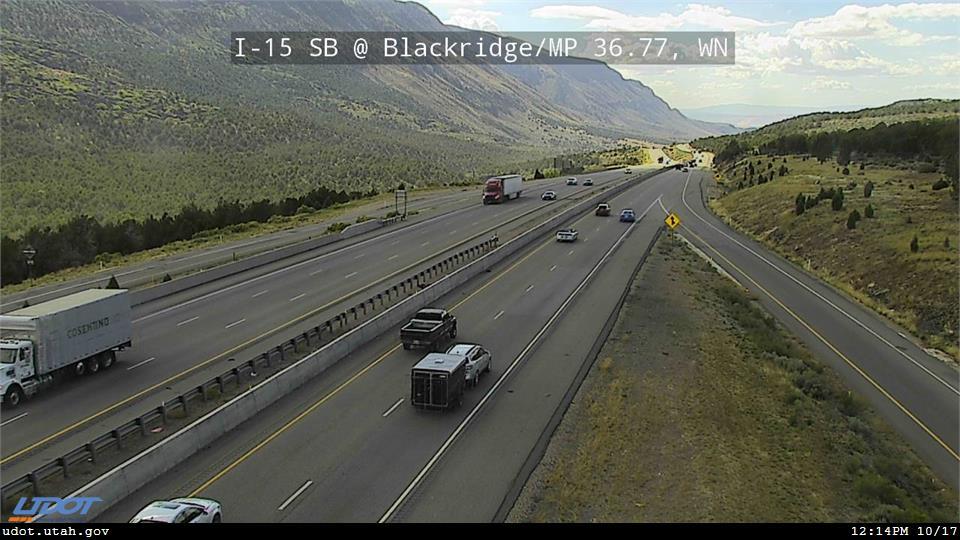 I-15 SB @ Blackridge/MP 36.77, WN
COSENTINO
UDOT
udot.utah.gov
12:14PM 10/17